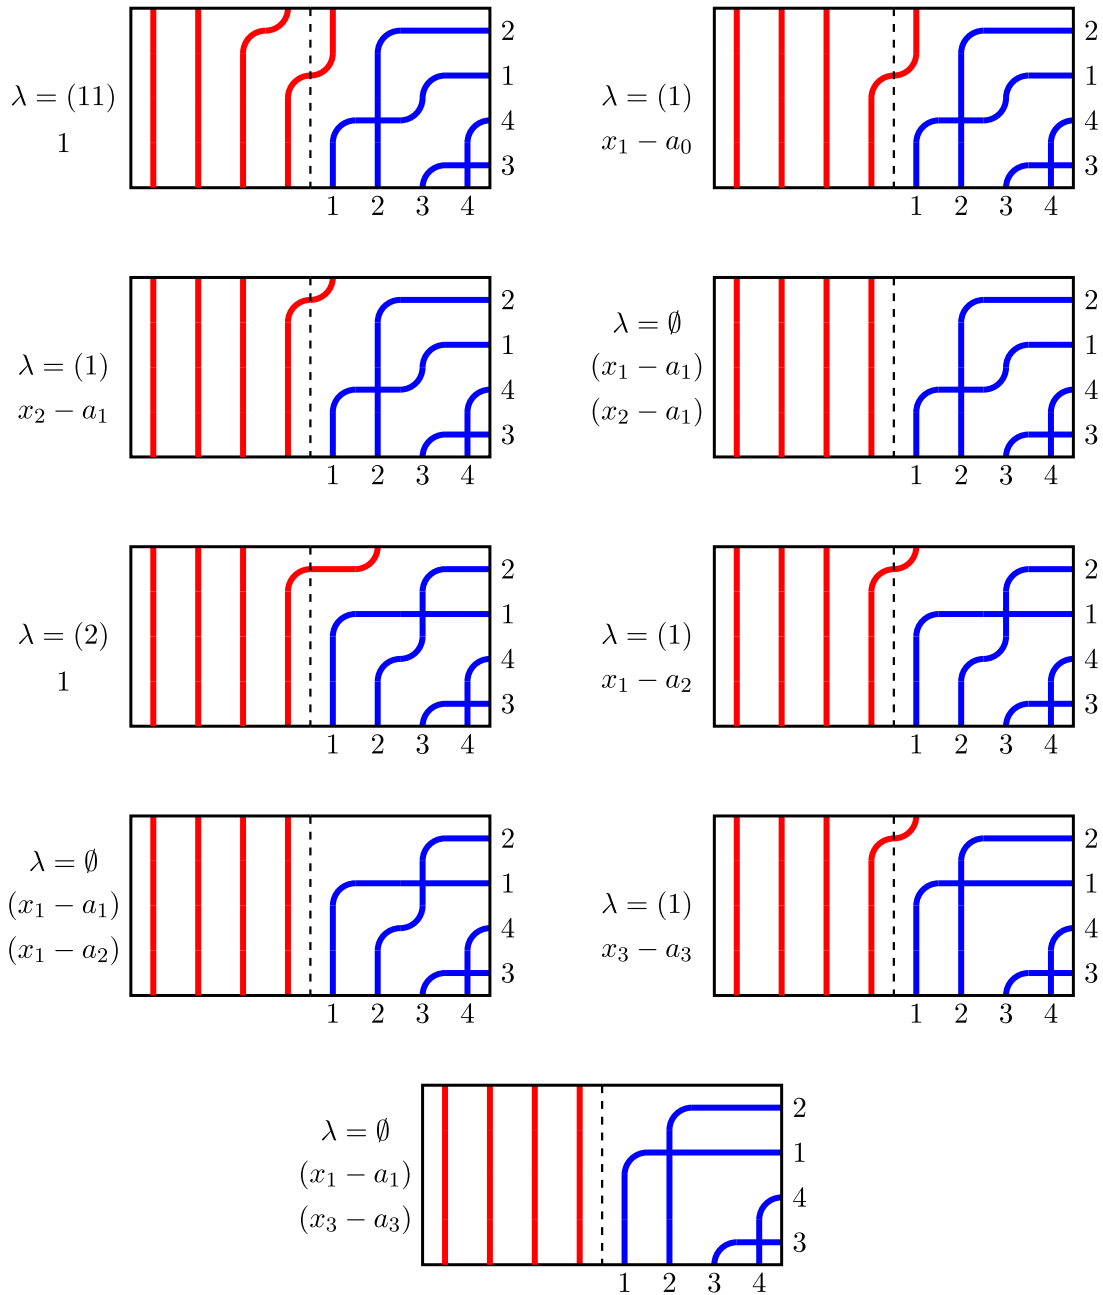 2
λ = (11)
1
1
4
3
1 2 3 4
2
λ = (1)
1
x₁ − a₀
4
3
1 2 3 4
2
λ = (1)
1
x₂ − a₁
4
3
1 2 3 4
2
λ = ∅
(x₁ − a₁)
1
(x₂ − a₁)
4
3
1 2 3 4
2
λ = (2)
1
1
4
3
1 2 3 4
2
λ = (1)
1
x₁ − a₂
4
3
1 2 3 4
2
λ = ∅
(x₁ − a₁)
1
(x₁ − a₂)
4
3
1 2 3 4
2
λ = (1)
1
x₃ − a₃
4
3
1 2 3 4
2
λ = ∅
(x₁ − a₁)
1
(x₃ − a₃)
4
3
1 2 3 4